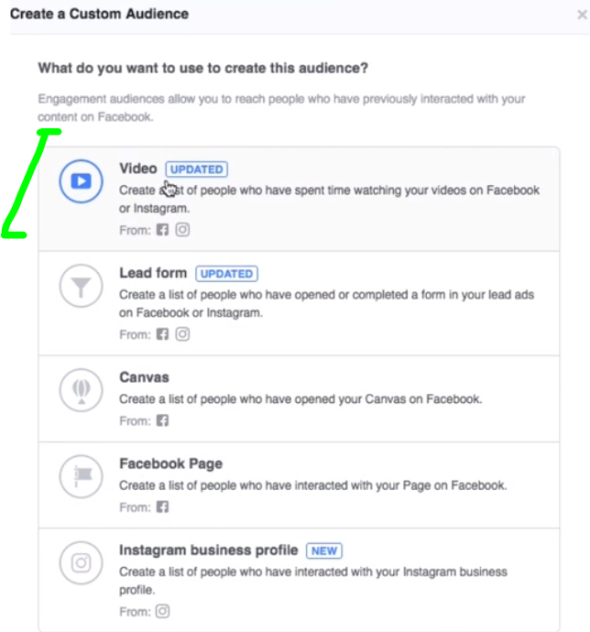 Create a Custom Audience
What do you want to use to create this audience?
Engagement audiences allow you to reach people who have previously interacted with your
content on Facebook.
Video UPDATED
Create a list of people who have spent time watching your videos on Facebook
or Instagram.
From:
Lead form UPDATED
Create a list of people who have opened or completed a form in your lead ads
on Facebook or Instagram.
From:
Canvas
Create a list of people who have opened your Canvas on Facebook.
From:
Facebook Page
Create a list of people who have interacted with your Page on Facebook.
From:
Instagram business profile NEW
Create a list of people who have interacted with your Instagram business
profile.
From: